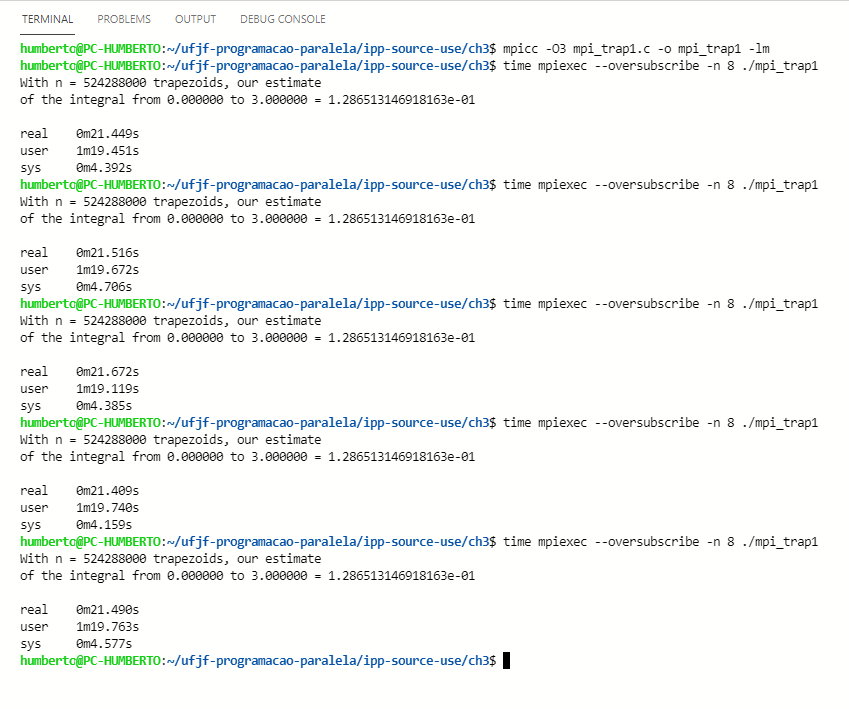 TERMINAL PROBLEMS OUTPUT DEBUG CONSOLE
humberto@PC-HUMBERTO:~/ufjf-programacao-paralela/ipp-source-use/ch3$ mpicc -O3 mpi_trap1.c -o mpi_trap1 -lm
humberto@PC-HUMBERTO:~/ufjf-programacao-paralela/ipp-source-use/ch3$ time mpiexec --oversubscribe -n 8 ./mpi_trap1
With n = 524288000 trapezoids, our estimate
of the integral from 0.000000 to 3.000000 = 1.286513146918163e-01
real 0m21.449s
user 1m19.451s
sys 0m4.392s
humberto@PC-HUMBERTO:~/ufjf-programacao-paralela/ipp-source-use/ch3$ time mpiexec --oversubscribe -n 8 ./mpi_trap1
With n = 524288000 trapezoids, our estimate
of the integral from 0.000000 to 3.000000 = 1.286513146918163e-01
real 0m21.516s
user 1m19.672s
sys 0m4.706s
humberto@PC-HUMBERTO:~/ufjf-programacao-paralela/ipp-source-use/ch3$ time mpiexec --oversubscribe -n 8 ./mpi_trap1
With n = 524288000 trapezoids, our estimate
of the integral from 0.000000 to 3.000000 = 1.286513146918163e-01
real 0m21.672s
user 1m19.119s
sys 0m4.385s
humberto@PC-HUMBERTO:~/ufjf-programacao-paralela/ipp-source-use/ch3$ time mpiexec --oversubscribe -n 8 ./mpi_trap1
With n = 524288000 trapezoids, our estimate
of the integral from 0.000000 to 3.000000 = 1.286513146918163e-01
real 0m21.409s
user 1m19.740s
sys 0m4.159s
humberto@PC-HUMBERTO:~/ufjf-programacao-paralela/ipp-source-use/ch3$ time mpiexec --oversubscribe -n 8 ./mpi_trap1
With n = 524288000 trapezoids, our estimate
of the integral from 0.000000 to 3.000000 = 1.286513146918163e-01
real 0m21.490s
user 1m19.763s
sys 0m4.577s
humberto@PC-HUMBERTO:~/ufjf-programacao-paralela/ipp-source-use/ch3$